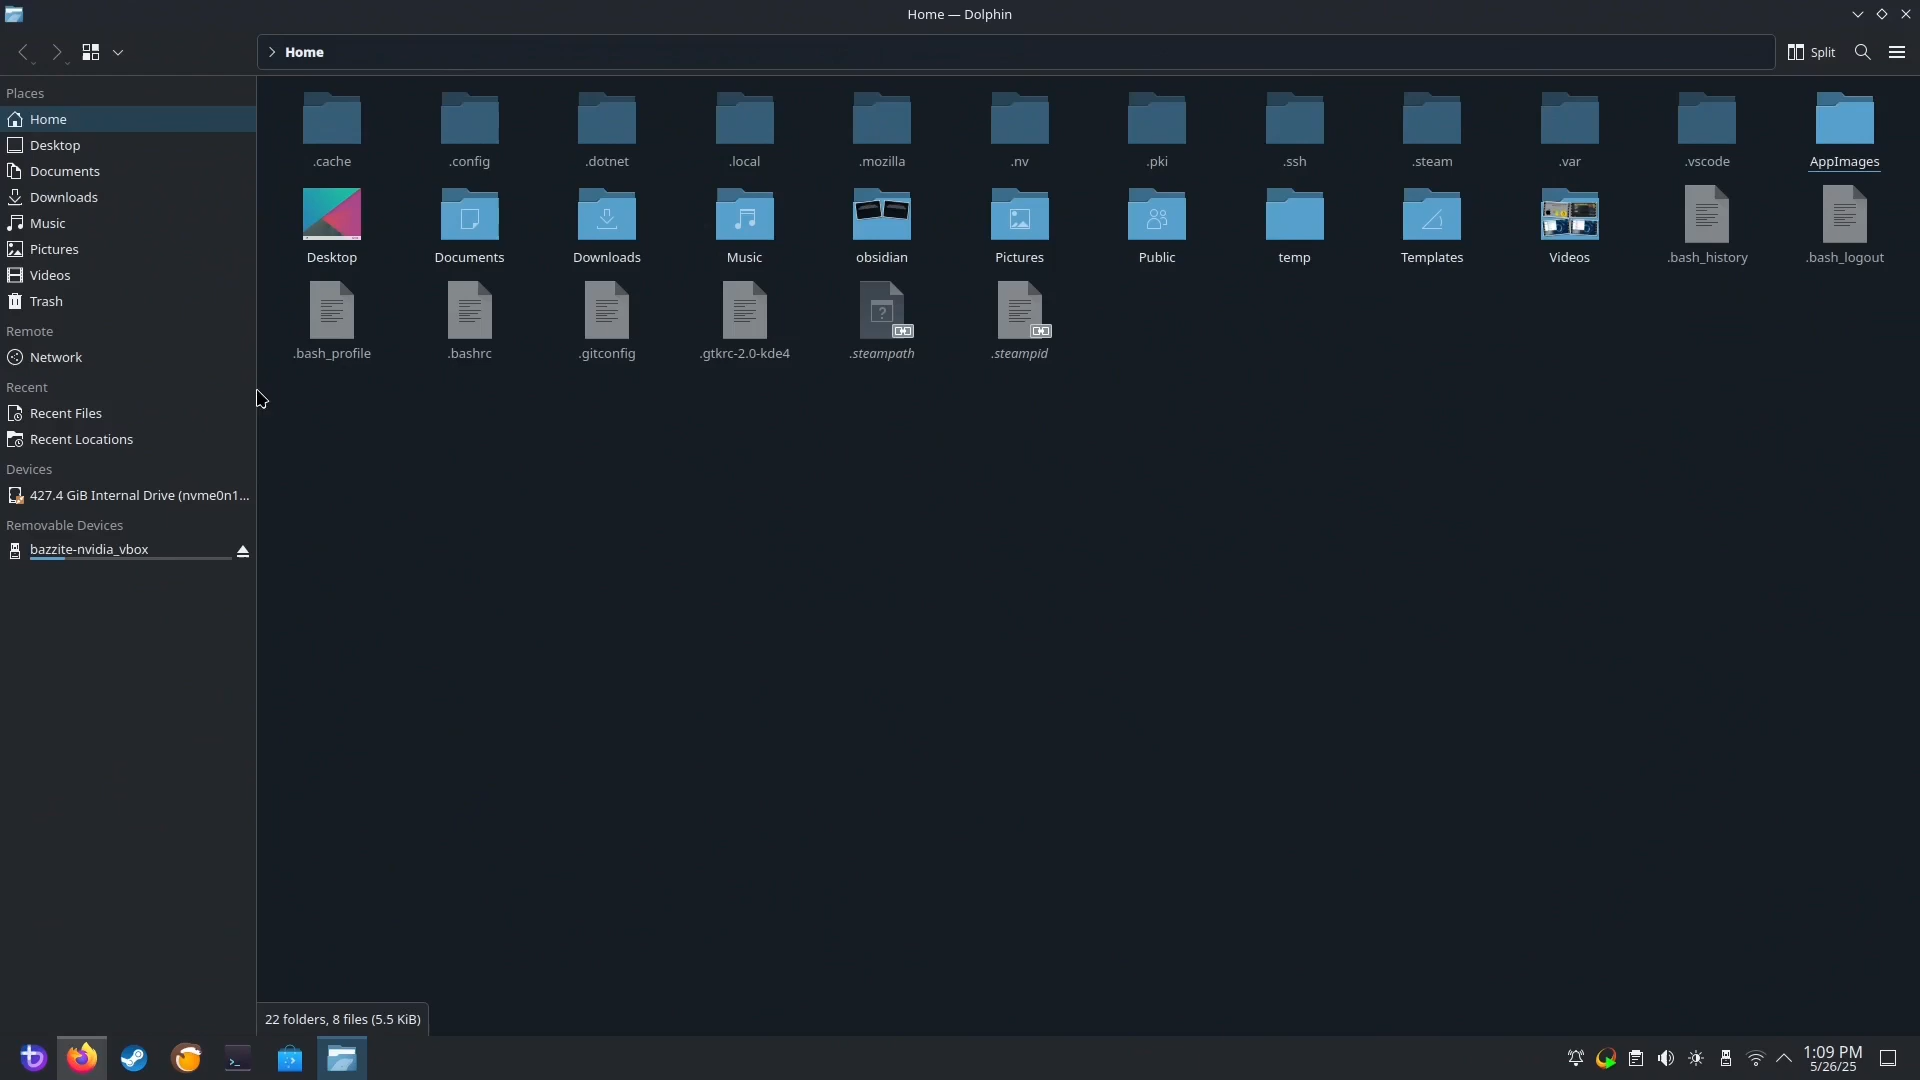 Home — Dolphin
Home
Split
Places
Home
Desktop
Documents
Downloads
Music
Pictures
Videos
Trash
Remote
Network
Recent
Recent Files
Recent Locations
Devices
427.4 GiB Internal Drive (nvme0n1...
Removable Devices
bazzite-nvidia_vbox
.cache .config .dotnet .local .mozilla .nv .pki .ssh .steam .var .vscode AppImages
Desktop Documents Downloads Music obsidian Pictures Public temp Templates Videos .bash_history .bash_logout
.bash_profile .bashrc .gitconfig .gtkrc-2.0-kde4 .steampath .steampid
22 folders, 8 files (5.5 KiB)
1:09 PM
5/26/25